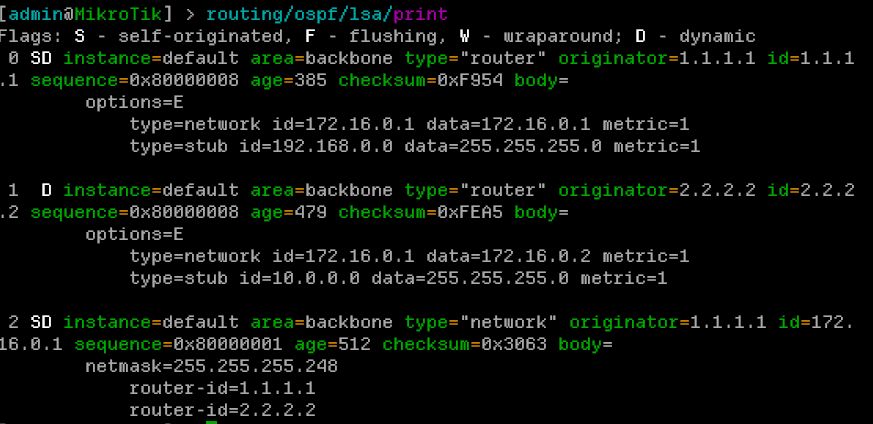 [admin@MikroTik] > routing/ospf/lsa/print
Flags: S - self-originated, F - flushing, W - wraparound; D - dynamic
 0 SD instance=default area=backbone type="router" originator=1.1.1.1 id=1.1.1
.1 sequence=0x80000008 age=385 checksum=0xF954 body=
        options=E
            type=network id=172.16.0.1 data=172.16.0.1 metric=1
            type=stub id=192.168.0.0 data=255.255.255.0 metric=1

 1  D instance=default area=backbone type="router" originator=2.2.2.2 id=2.2.2
.2 sequence=0x80000008 age=479 checksum=0xFEA5 body=
        options=E
            type=network id=172.16.0.1 data=172.16.0.2 metric=1
            type=stub id=10.0.0.0 data=255.255.255.0 metric=1

 2 SD instance=default area=backbone type="network" originator=1.1.1.1 id=172.
16.0.1 sequence=0x80000001 age=512 checksum=0x3063 body=
        netmask=255.255.255.248
            router-id=1.1.1.1
            router-id=2.2.2.2